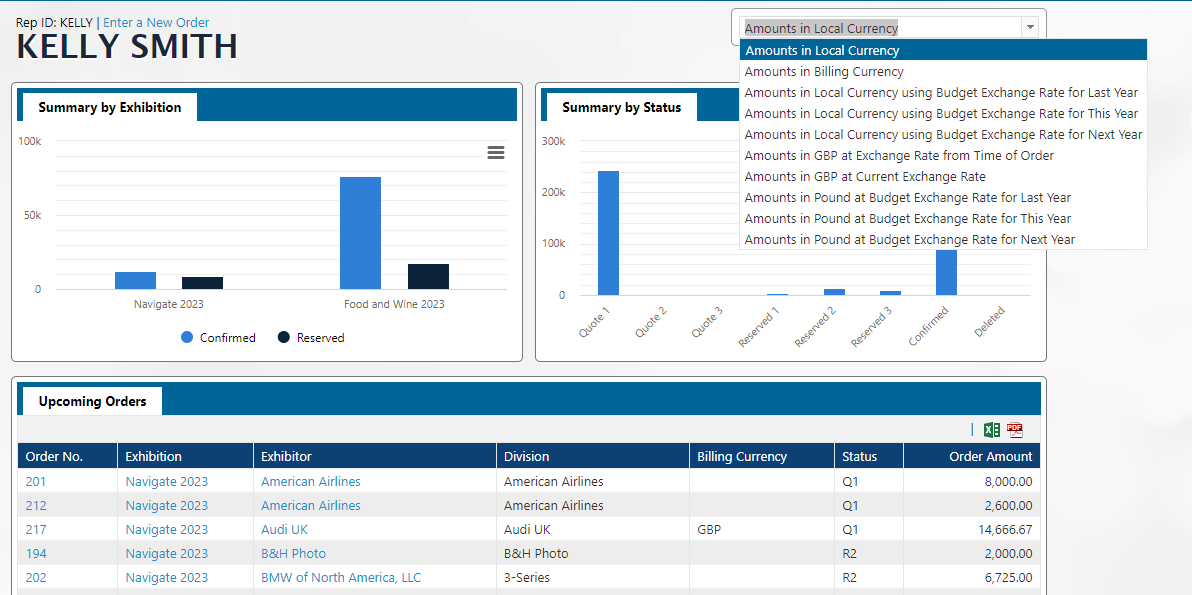 Rep ID: KELLY | Enter a New Order
KELLY SMITH
Amounts in Local Currency
Amounts in Local Currency
Amounts in Billing Currency
Amounts in Local Currency using Budget Exchange Rate for Last Year
Amounts in Local Currency using Budget Exchange Rate for This Year
Amounts in Local Currency using Budget Exchange Rate for Next Year
Amounts in GBP at Exchange Rate from Time of Order
Amounts in GBP at Current Exchange Rate
Amounts in Pound at Budget Exchange Rate for Last Year
Amounts in Pound at Budget Exchange Rate for This Year
Amounts in Pound at Budget Exchange Rate for Next Year
Summary by Exhibition
100k
50k
0
Navigate 2023 Food and Wine 2023
Confirmed Reserved
Summary by Status
300k
200k
100k
0
Quote 1 Quote 2 Quote 3 Reserved 1 Reserved 2 Reserved 3 Confirmed Deleted
Upcoming Orders
| PDF
Order No. Exhibition Exhibitor Division Billing Currency Status Order Amount
201 Navigate 2023 American Airlines American Airlines Q1 8,000.00
212 Navigate 2023 American Airlines American Airlines Q1 2,600.00
217 Navigate 2023 Audi UK Audi UK GBP Q1 14,666.67
194 Navigate 2023 B&H Photo B&H Photo R2 2,000.00
202 Navigate 2023 BMW of North America, LLC 3-Series R2 6,725.00